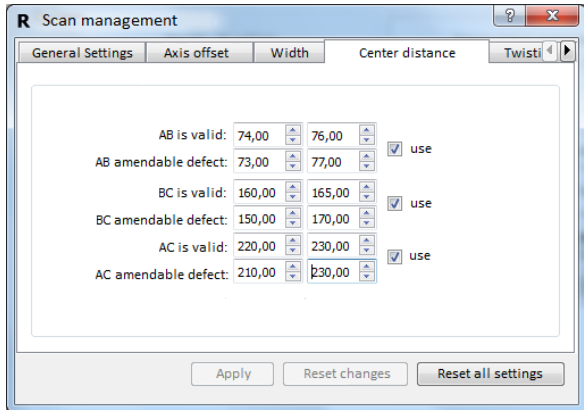 R Scan management ? X
General Settings Axis offset Width Center distance Twisti
AB is valid: 74,00 76,00
use
AB amendable defect: 73,00 77,00
BC is valid: 160,00 165,00
use
BC amendable defect: 150,00 170,00
AC is valid: 220,00 230,00
use
AC amendable defect: 210,00 230,00
Apply Reset changes Reset all settings